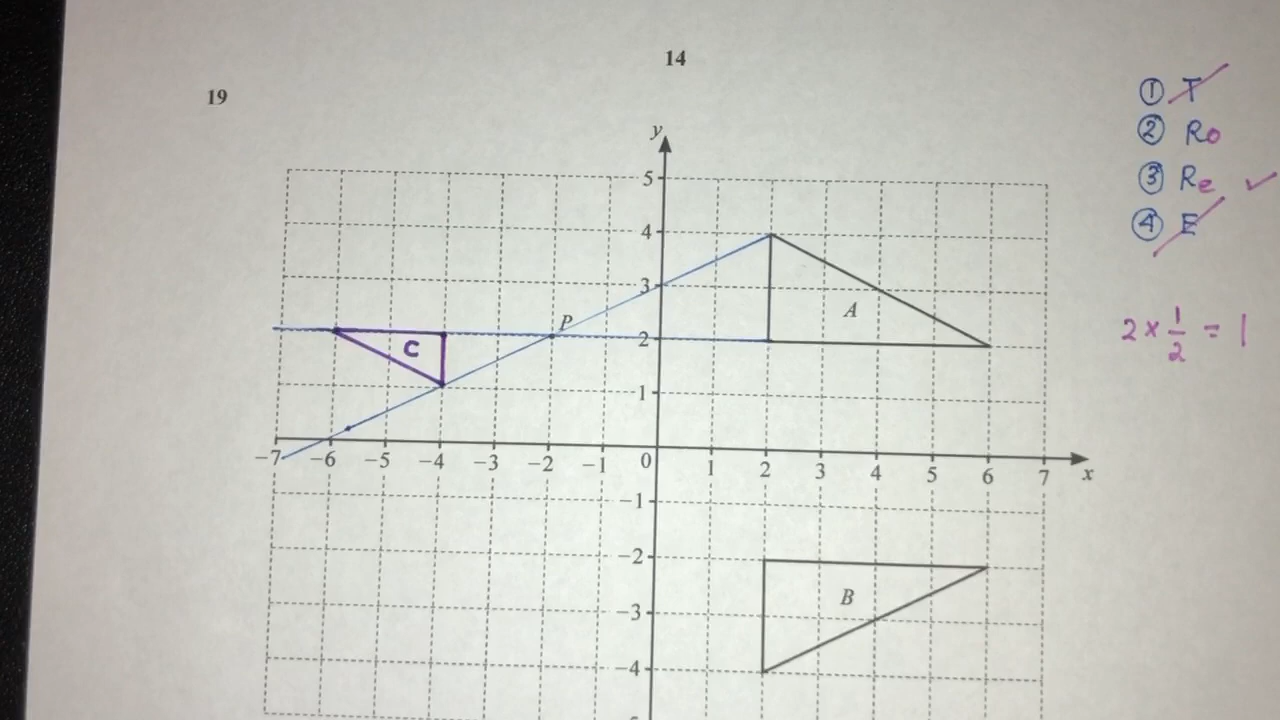 14
19
① T
② Ro
③ Re ✓
④ E
2 × 1/2 = 1
y
5
4
3
2
1
A
P
C
−7 −6 −5 −4 −3 −2 −1 0 1 2 3 4 5 6 7 x
−1
−2
−3
−4
B